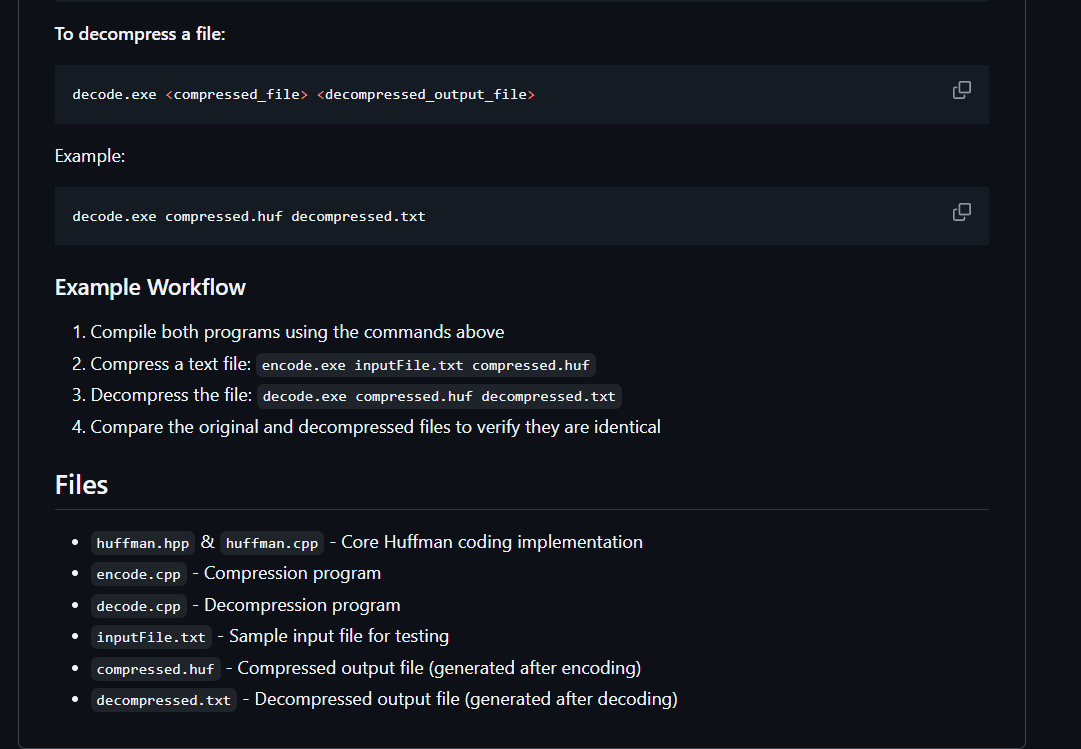 To decompress a file:
decode.exe <compressed_file> <decompressed_output_file>
Example:
decode.exe compressed.huf decompressed.txt
Example Workflow
1. Compile both programs using the commands above
2. Compress a text file: encode.exe inputFile.txt compressed.huf
3. Decompress the file: decode.exe compressed.huf decompressed.txt
4. Compare the original and decompressed files to verify they are identical
Files
• huffman.hpp & huffman.cpp - Core Huffman coding implementation
• encode.cpp - Compression program
• decode.cpp - Decompression program
• inputFile.txt - Sample input file for testing
• compressed.huf - Compressed output file (generated after encoding)
• decompressed.txt - Decompressed output file (generated after decoding)